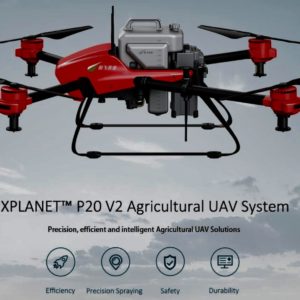 XPLANET™ P20 V2 Agricultural UAV System
Precision, efficient and intelligent Agricultural UAV Solutions
Efficiency
Precision Spraying
Safety
Durability